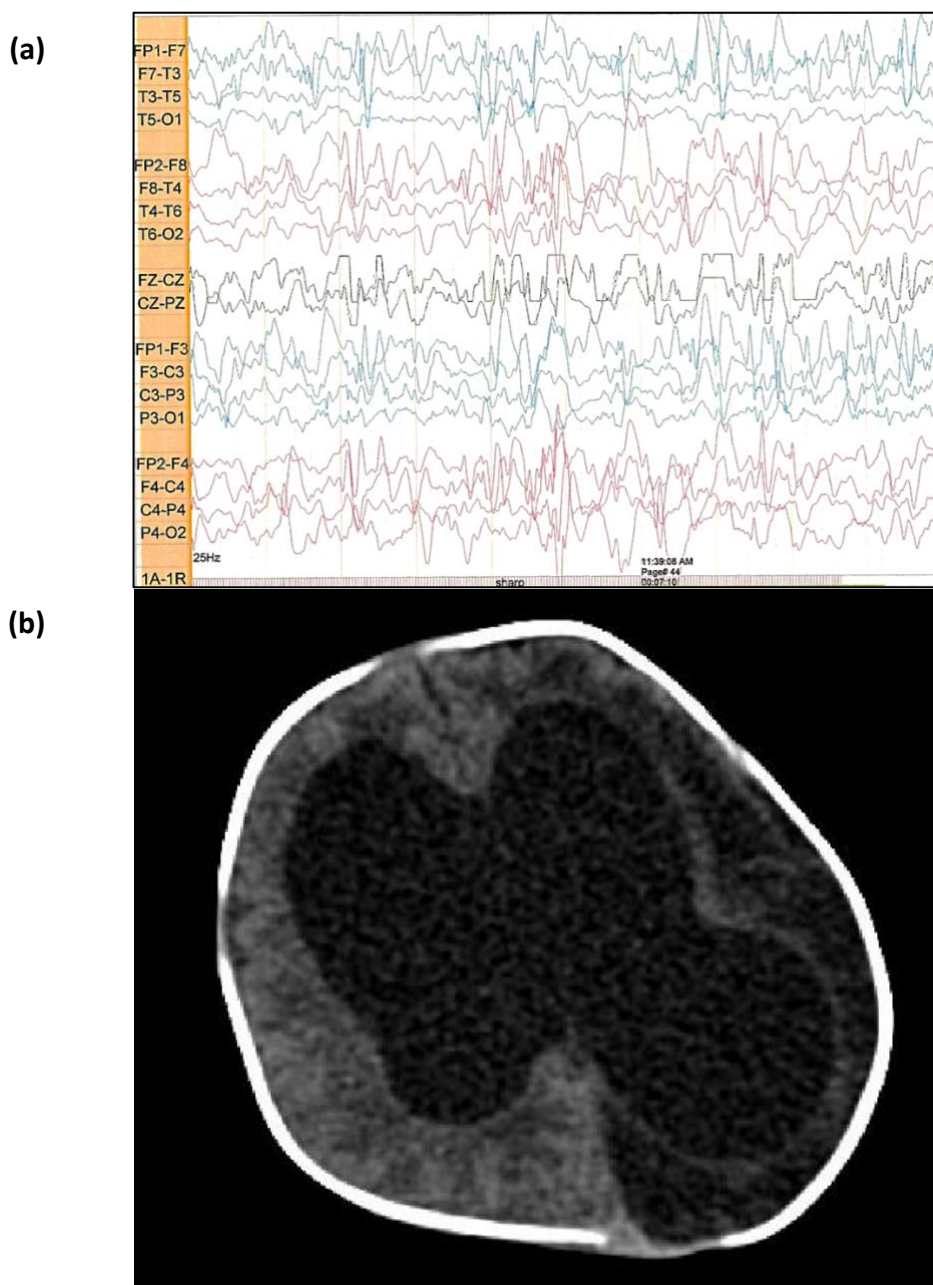 (a)
FP1-F7
F7-T3
T3-T5
T5-O1
FP2-F8
F8-T4
T4-T6
T6-O2
FZ-CZ
CZ-PZ
FP1-F3
F3-C3
C3-P3
P3-O1
FP2-F4
F4-C4
C4-P4
P4-O2
25Hz
11:39:08 AM
Page# 44
00:07:10
1A-1R
sharp
(b)